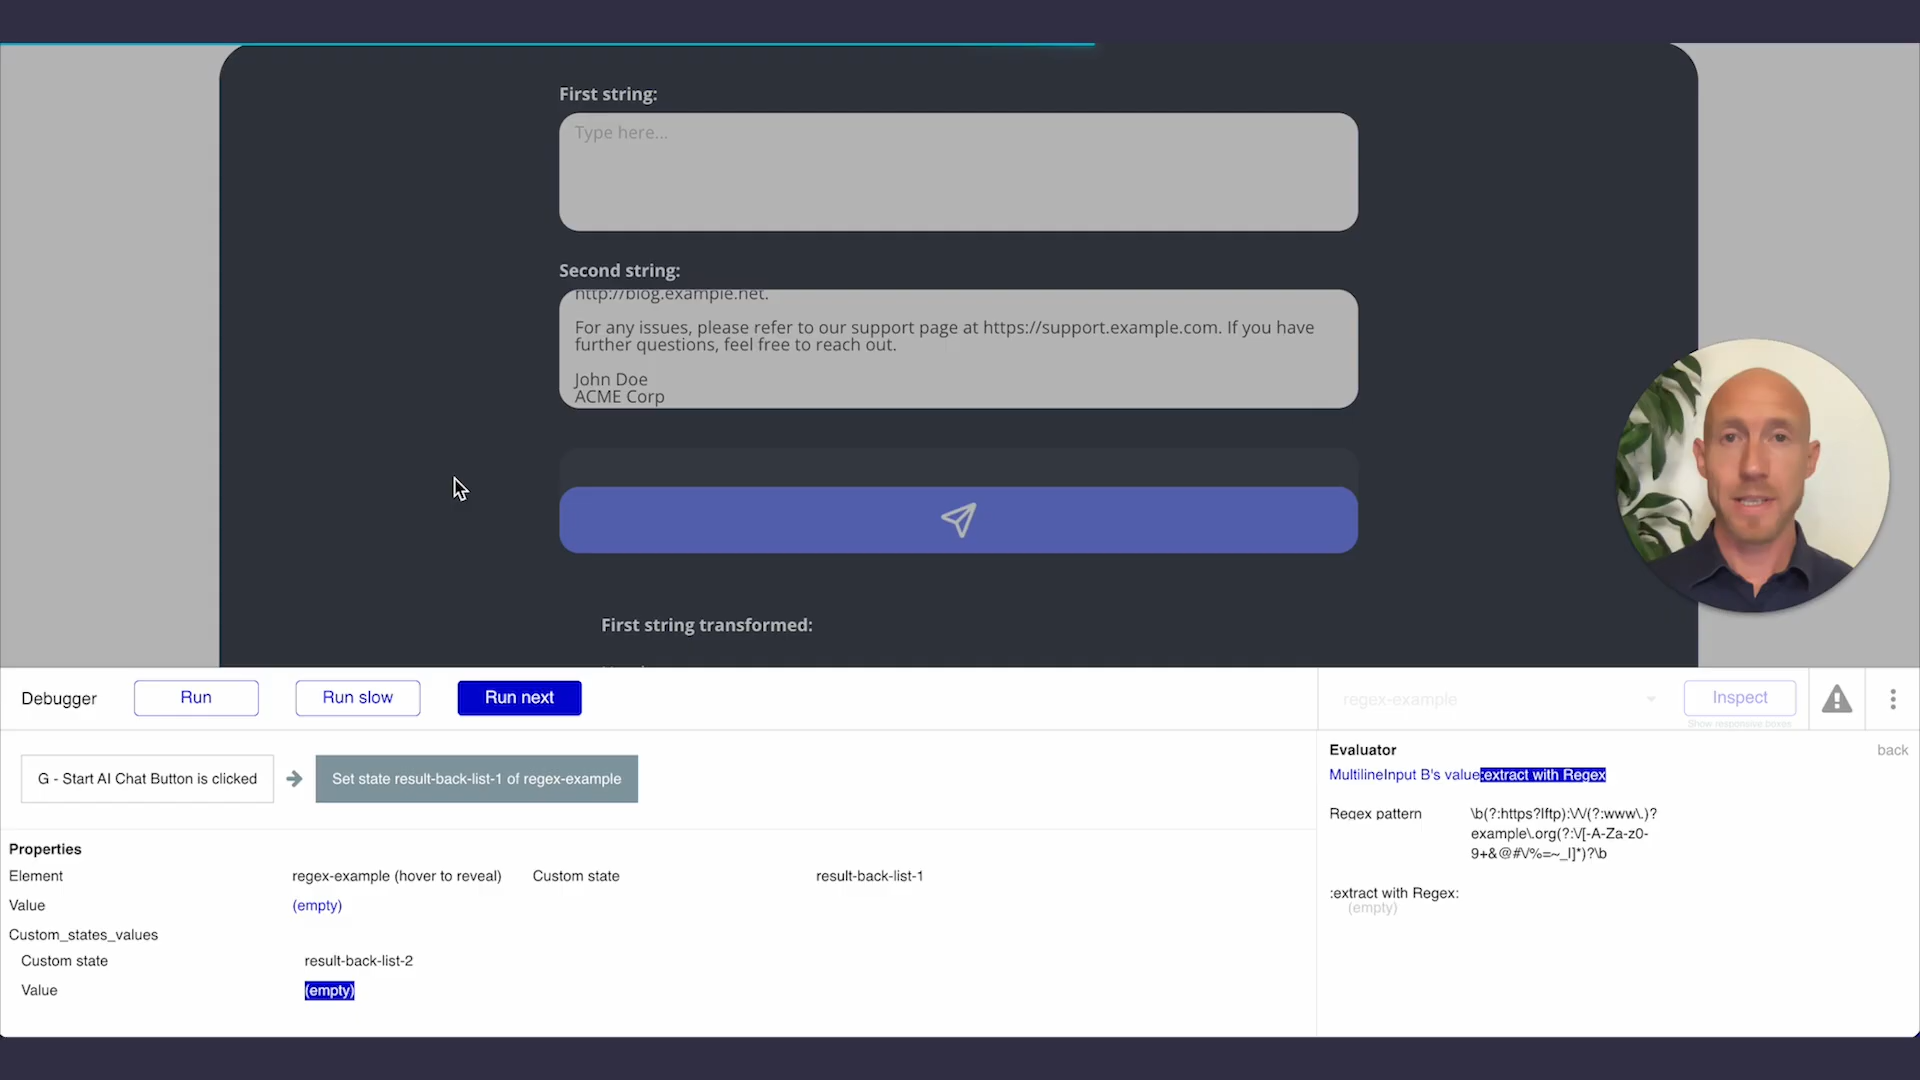 First string:
Type here...
Second string:
http://blog.example.net.
For any issues, please refer to our support page at https://support.example.com. If you have
further questions, feel free to reach out.
John Doe
ACME Corp
First string transformed:
Debugger
Run
Run slow
Run next
regex-example
Inspect
Show responsive boxes
G - Start AI Chat Button is clicked
Set state result-back-list-1 of regex-example
Properties
Element
regex-example (hover to reveal)
Custom state
result-back-list-1
Value
(empty)
Custom_states_values
Custom state
result-back-list-2
Value
(empty)
Evaluator
back
MultilineInput B's value:extract with Regex
Regex pattern
\b(?:https?|ftp):\/\/(?:www\.)?
example\.org(?:\/[-A-Za-z0-
9+&@#\/%=~_|]*)?\b
:extract with Regex:
(empty)